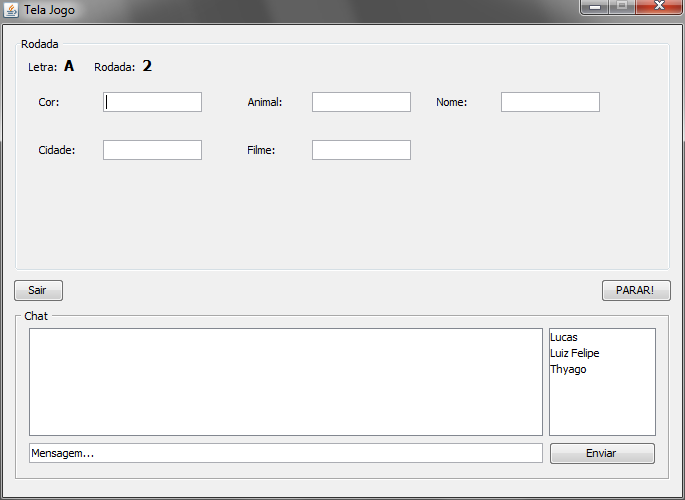 Tela Jogo
Rodada
Letra: A Rodada: 2
Cor: Animal: Nome:
Cidade: Filme:
Sair PARAR!
Chat
Lucas
Luiz Felipe
Thyago
Mensagem... Enviar